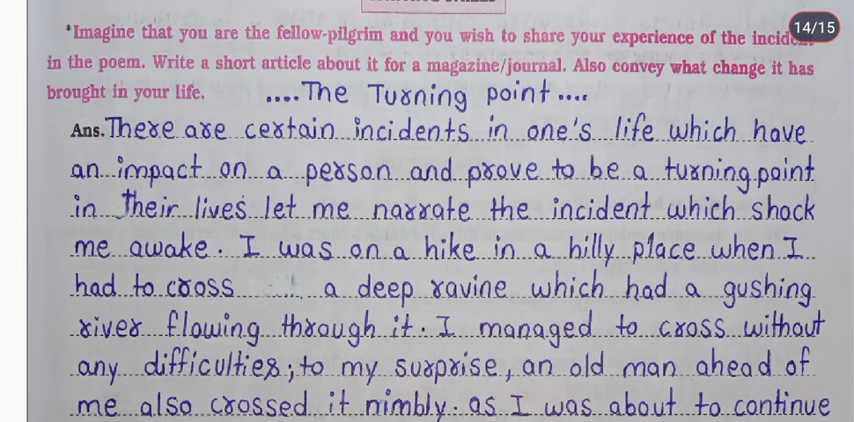 14/15
*Imagine that you are the fellow-pilgrim and you wish to share your experience of the incident
in the poem. Write a short article about it for a magazine/journal. Also convey what change it has
brought in your life.
....The Turning point....
Ans. There are certain incidents in one's life which have
an impact on a person and prove to be a turning point
in their lives let me narrate the incident which shook
me awake. I was on a hike in a hilly place when I
had to cross a deep ravine which had a gushing
river flowing through it. I managed to cross without
any difficulties; to my surprise, an old man ahead of
me also crossed it nimbly. as I was about to continue